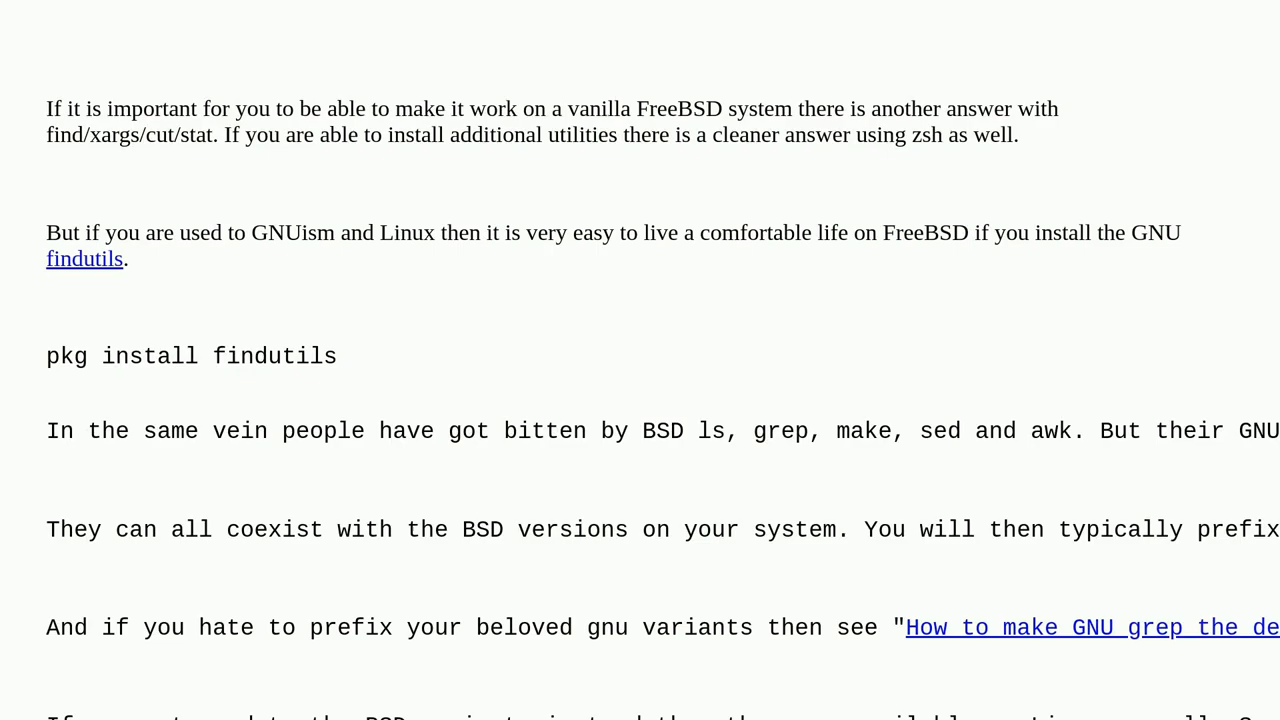 If it is important for you to be able to make it work on a vanilla FreeBSD system there is another answer with
find/xargs/cut/stat. If you are able to install additional utilities there is a cleaner answer using zsh as well.
But if you are used to GNUism and Linux then it is very easy to live a comfortable life on FreeBSD if you install the GNU
findutils.
pkg install findutils
In the same vein people have got bitten by BSD ls, grep, make, sed and awk. But their GNU
They can all coexist with the BSD versions on your system. You will then typically prefix
And if you hate to prefix your beloved gnu variants then see "How to make GNU grep the de